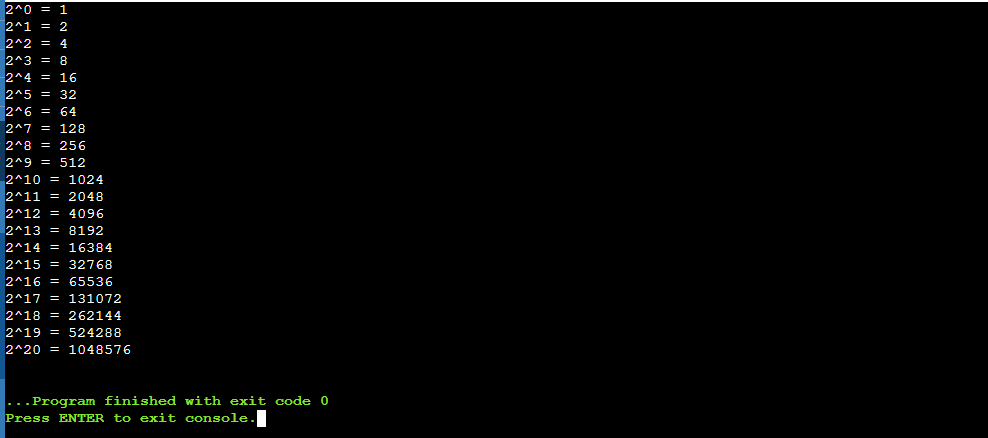 2^0 = 1
2^1 = 2
2^2 = 4
2^3 = 8
2^4 = 16
2^5 = 32
2^6 = 64
2^7 = 128
2^8 = 256
2^9 = 512
2^10 = 1024
2^11 = 2048
2^12 = 4096
2^13 = 8192
2^14 = 16384
2^15 = 32768
2^16 = 65536
2^17 = 131072
2^18 = 262144
2^19 = 524288
2^20 = 1048576
...Program finished with exit code 0
Press ENTER to exit console.